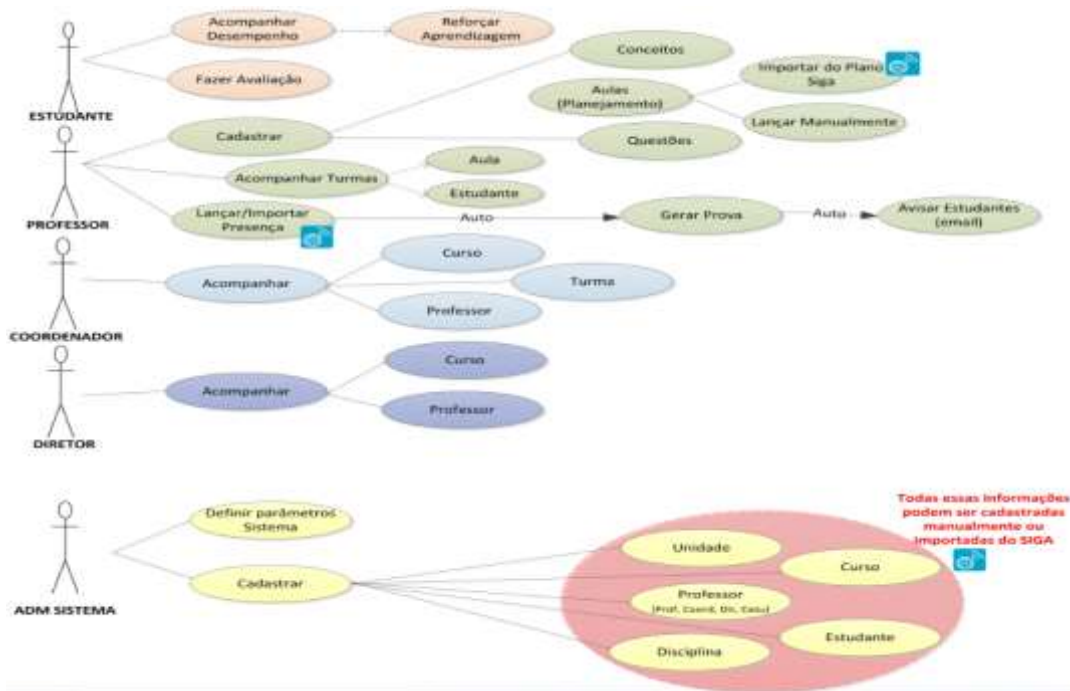 Acompanhar
Desempenho
Reforçar
Aprendizagem
Fazer Avaliação
ESTUDANTE
Conceitos
Importar do Plano
Siga
Aulas
(Planejamento)
Lançar Manualmente
Cadastrar
Questões
Acompanhar Turmas
Aula
Estudante
Lançar/Importar
Presença
Auto
Gerar Prova
Auto
Avisar Estudantes
(email)
PROFESSOR
Curso
Acompanhar
Turma
Professor
COORDENADOR
Curso
Acompanhar
Professor
DIRETOR
Definir parâmetros
Sistema
Cadastrar
ADM SISTEMA
Todas essas informações
podem ser cadastradas
manualmente ou
importadas do SIGA
Unidade
Curso
Professor
(Prof, Coord, Dir,
Estudante
Disciplina